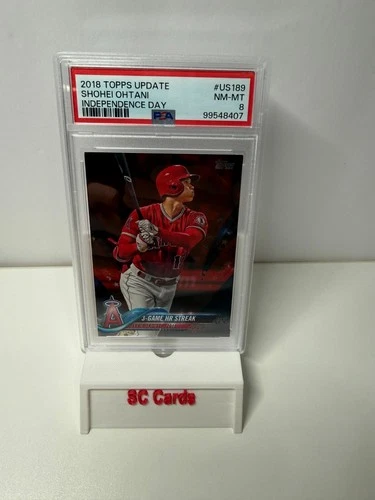 2018 TOPPS UPDATE #US189
SHOHEI OHTANI NM-MT
INDEPENDENCE DAY 8
PSA 99548407
Topps
3-GAME HR STREAK
SC Cards